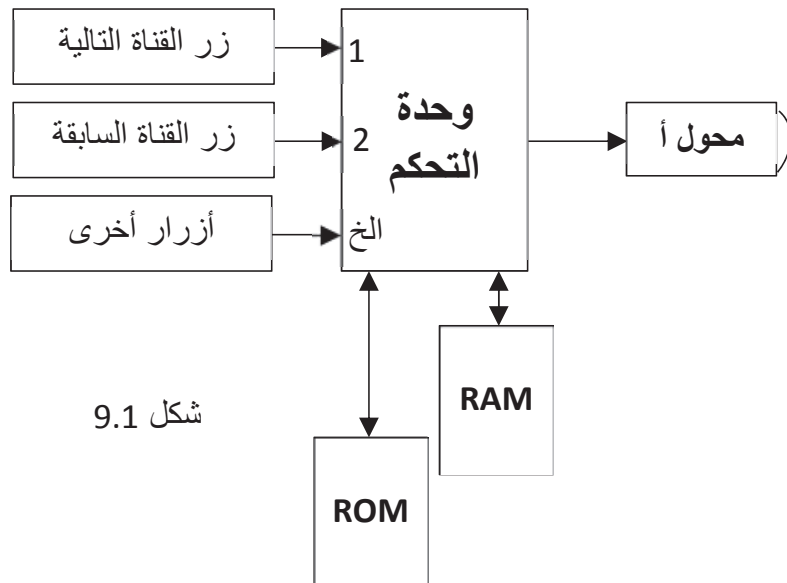 زر القناة التالية
1
زر القناة السابقة
2
أزرار أخرى
الخ
وحدة
التحكم
محول أ
RAM
شكل 9.1
ROM